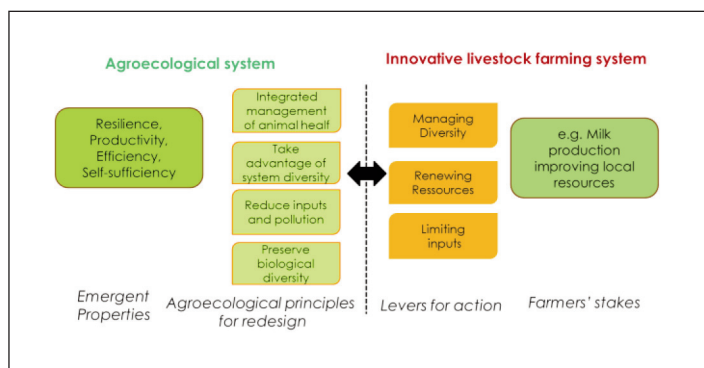 Agroecological system
Innovative livestock farming system
Resilience,
Productivity,
Efficiency,
Self-sufficiency
Integrated
management
of animal healf
Take
advantage of
system diversity
Reduce inputs
and pollution
Preserve
biological
diversity
Managing
Diversity
Renewing
Ressources
Limiting
inputs
e.g. Milk
production
improving local
resources
Emergent
Properties
Agroecological principles
for redesign
Levers for action
Farmers' stakes